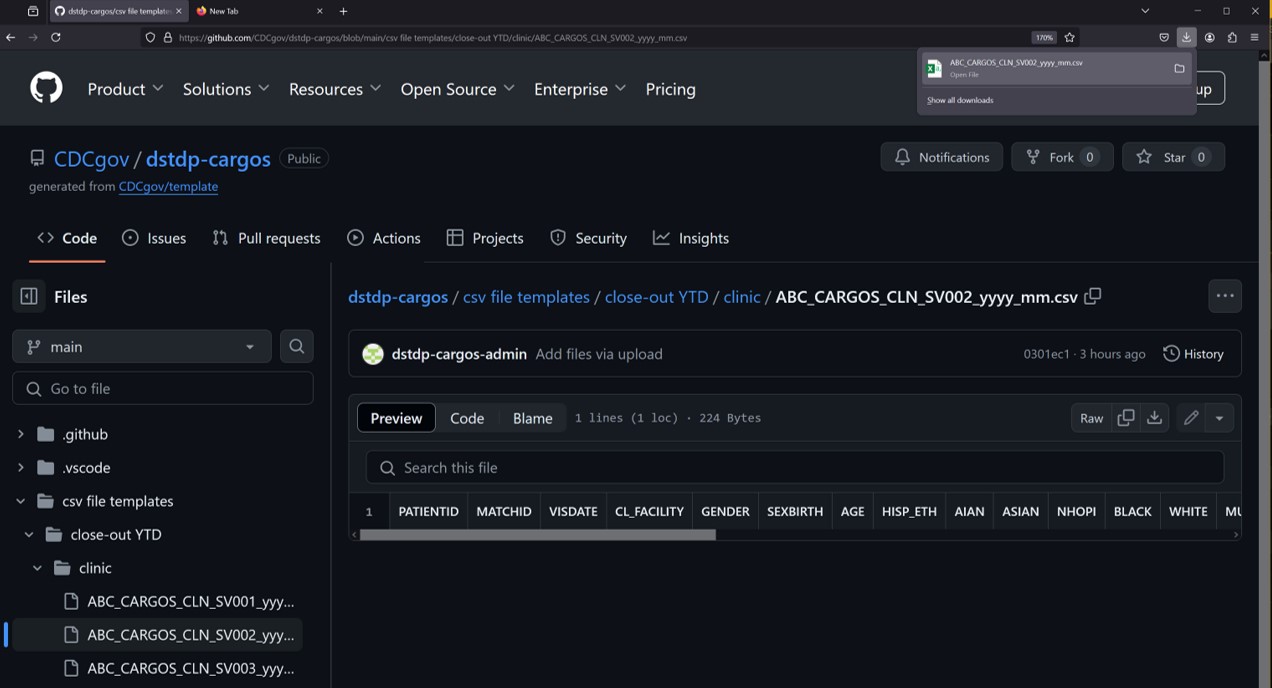 dstdp-cargos/csv file template
New Tab
https://github.com/CDCgov/dstdp-cargos/blob/main/csv file templates/close-out YTD/clinic/ABC_CARGOS_CLN_SV002_yyyy_mm.csv
170%
ABC_CARGOS_CLN_SV002_yyyy_mm.csv
Open File
Show all downloads
Product
Solutions
Resources
Open Source
Enterprise
Pricing
up
CDCgov / dstdp-cargos
Public
generated from CDCgov/template
Notifications
Fork 0
Star 0
Code
Issues
Pull requests
Actions
Projects
Security
Insights
Files
main
Go to file
.github
.vscode
csv file templates
close-out YTD
clinic
ABC_CARGOS_CLN_SV001_yyy...
ABC_CARGOS_CLN_SV002_yyy...
ABC_CARGOS_CLN_SV003_yyy...
dstdp-cargos / csv file templates / close-out YTD / clinic / ABC_CARGOS_CLN_SV002_yyyy_mm.csv
dstdp-cargos-admin Add files via upload
0301ec1 · 3 hours ago
History
Preview
Code
Blame
1 lines (1 loc) · 224 Bytes
Raw
Search this file
1 PATIENTID MATCHID VISDATE CL_FACILITY GENDER SEXBIRTH AGE HISP_ETH AIAN ASIAN NHOPI BLACK WHITE MU